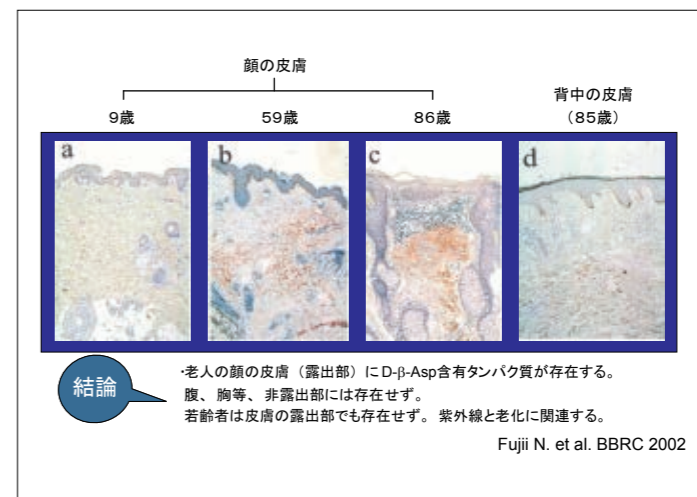 顔の皮膚
9歳
59歳
86歳
背中の皮膚
（85歳）
a
b
c
d
結論
・老人の顔の皮膚（露出部）にD-β-Asp含有タンパク質が存在する。
腹、胸等、非露出部には存在せず。
若齢者は皮膚の露出部でも存在せず。紫外線と老化に関連する。
Fujii N. et al. BBRC 2002